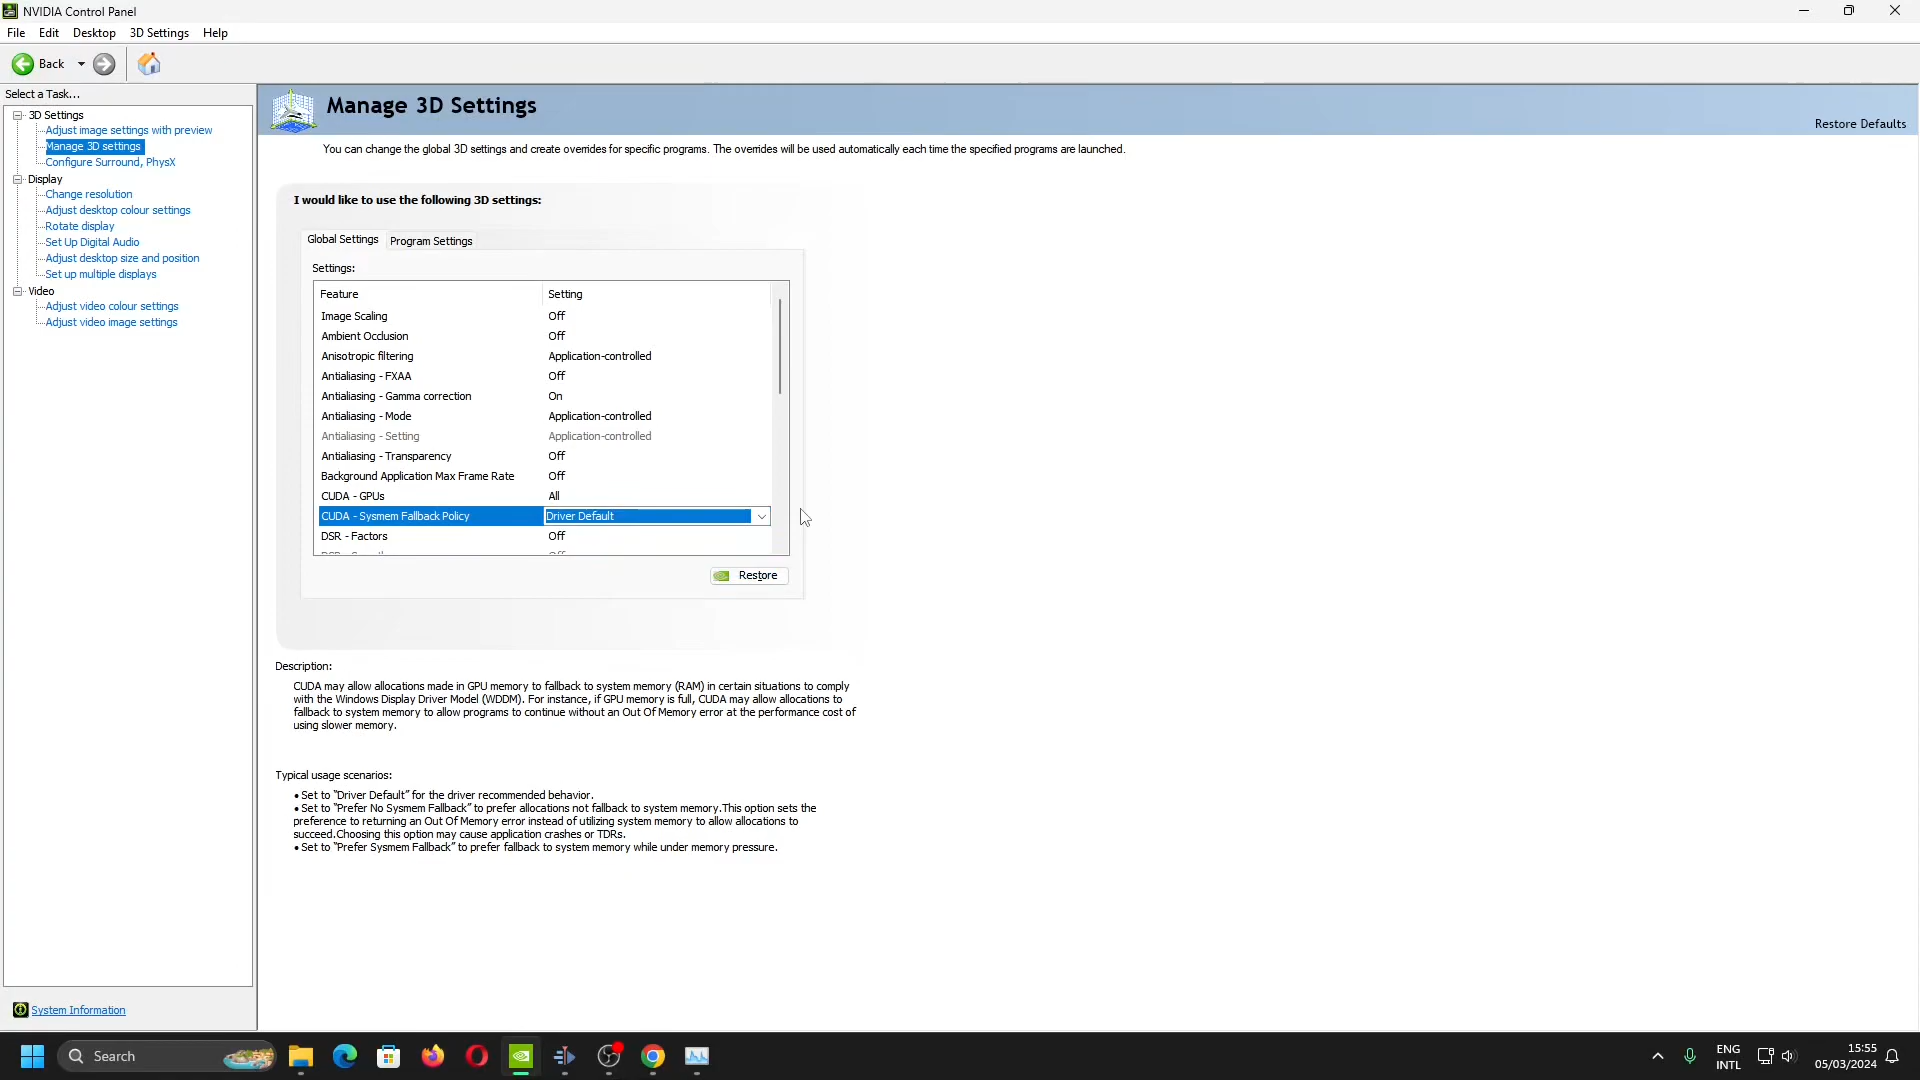 NVIDIA Control Panel
File Edit Desktop 3D Settings Help
Back
Select a Task...
3D Settings
Adjust image settings with preview
Manage 3D settings
Configure Surround, PhysX
Display
Change resolution
Adjust desktop colour settings
Rotate display
Set Up Digital Audio
Adjust desktop size and position
Set up multiple displays
Video
Adjust video colour settings
Adjust video image settings
System Information
Manage 3D Settings
Restore Defaults
You can change the global 3D settings and create overrides for specific programs. The overrides will be used automatically each time the specified programs are launched.
I would like to use the following 3D settings:
Global Settings Program Settings
Settings:
Feature Setting
Image Scaling Off
Ambient Occlusion Off
Anisotropic filtering Application-controlled
Antialiasing - FXAA Off
Antialiasing - Gamma correction On
Antialiasing - Mode Application-controlled
Antialiasing - Setting Application-controlled
Antialiasing - Transparency Off
Background Application Max Frame Rate Off
CUDA - GPUs All
CUDA - Sysmem Fallback Policy Driver Default
DSR - Factors Off
Restore
Description:
CUDA may allow allocations made in GPU memory to fallback to system memory (RAM) in certain situations to comply
with the Windows Display Driver Model (WDDM). For instance, if GPU memory is full, CUDA may allow allocations to
fallback to system memory to allow programs to continue without an Out Of Memory error at the performance cost of
using slower memory.
Typical usage scenarios:
• Set to "Driver Default" for the driver recommended behavior.
• Set to "Prefer No Sysmem Fallback" to prefer allocations not fallback to system memory.This option sets the
preference to returning an Out Of Memory error instead of utilizing system memory to allow allocations to
succeed.Choosing this option may cause application crashes or TDRs.
• Set to "Prefer Sysmem Fallback" to prefer fallback to system memory while under memory pressure.
Search
ENG
INTL
15:55
05/03/2024